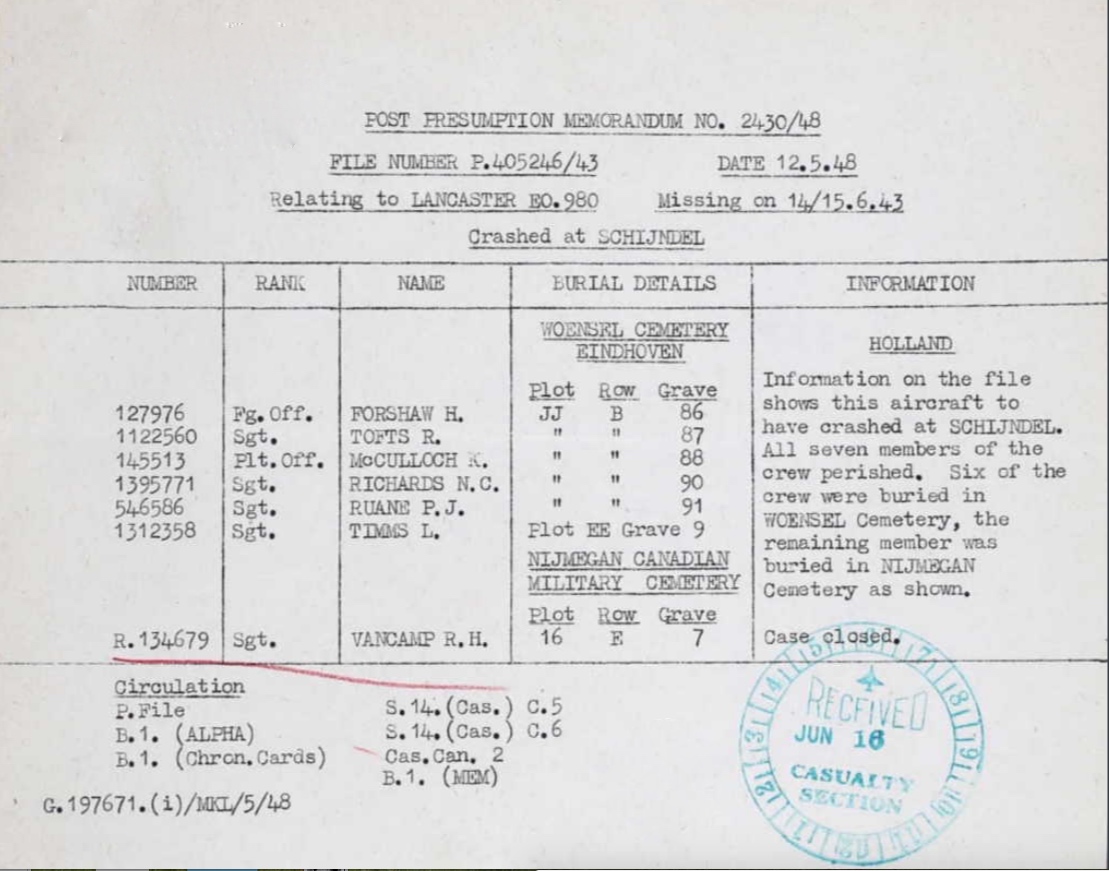 POST PRESUMPTION MEMORANDUM NO. 2430/48
FILE NUMBER P.405246/43 DATE 12.5.48
Relating to LANCASTER EO.980 Missing on 14/15.6.43
Crashed at SCHIJNDEL
NUMBER RANK NAME BURIAL DETAILS INFORMATION
WOENSEL CEMETERY
EINDHOVEN
Plot Row Grave
127976 Fg.Off. FORSHAW H. JJ B 86
1122560 Sgt. TOFTS R. " " 87
145513 Plt.Off. McCULLOCH K. " " 88
1395771 Sgt. RICHARDS N.C. " " 90
546586 Sgt. RUANE P.J. " " 91
1312358 Sgt. TIMMS L. Plot EE Grave 9
NIJMEGAN CANADIAN
MILITARY CEMETERY
Plot Row Grave
R.134679 Sgt. VANCAMP R.H. 16 E 7
HOLLAND
Information on the file
shows this aircraft to
have crashed at SCHIJNDEL.
All seven members of the
crew perished. Six of the
crew were buried in
WOENSEL Cemetery, the
remaining member was
buried in NIJMEGAN
Cemetery as shown.
Case closed.
Circulation
P.File S.14.(Cas.) C.5
B.1. (ALPHA) S.14.(Cas.) C.6
B.1. (Chron.Cards) Cas.Can. 2
B.1. (MEM)
G.197671.(i)/MKL/5/48
RECEIVED
JUN 16
CASUALTY
SECTION